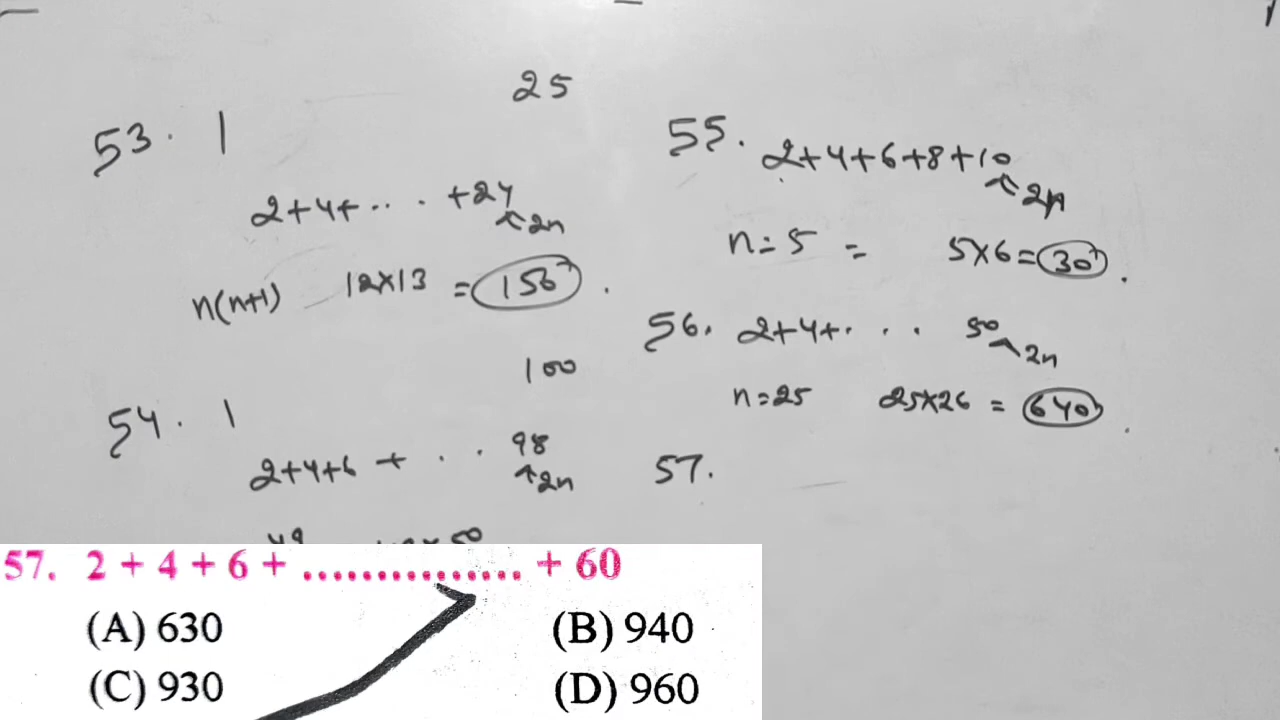 25
53. 1
2+4+ . . . +24
↖2n
n(n+1) 12×13 = 156 .
100
54. 1
2+4+6 + . . 98
↖2n
49 50
55. 2+4+6+8+10
↖2n
n=5 = 5×6=30 .
56. 2+4+. . . 50
↖2n
n=25 25×26 = 640
57.
57. 2 + 4 + 6 + ............... + 60
(A) 630 (B) 940
(C) 930 (D) 960